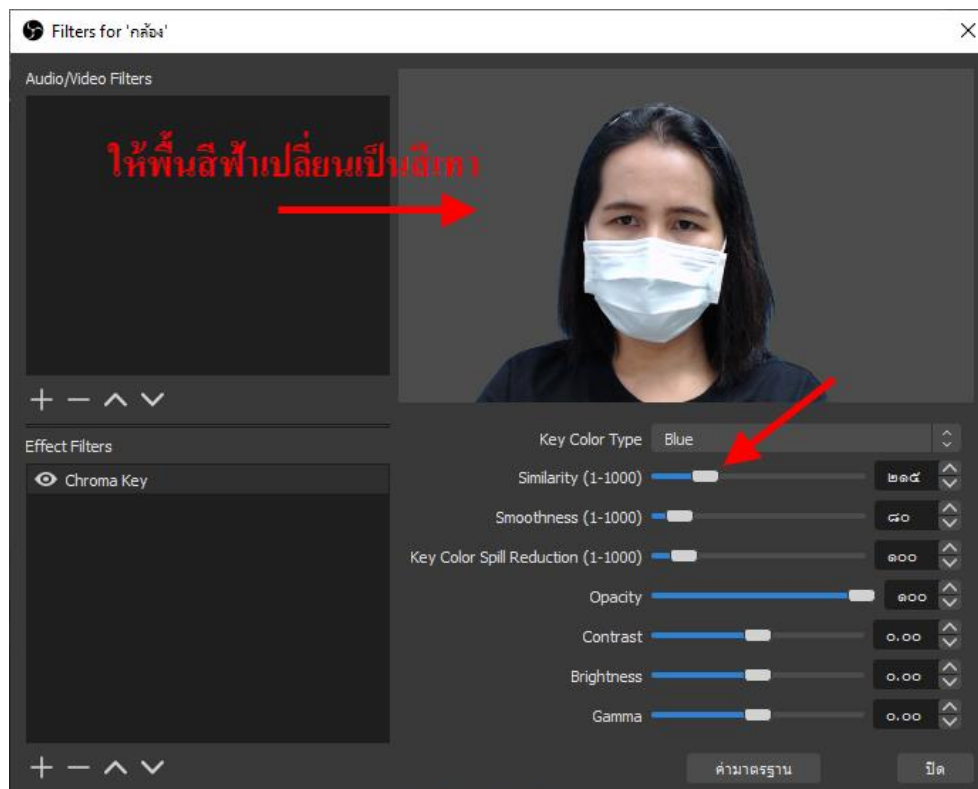 Filters for 'กล้อง'
Audio/Video Filters
ให้พื้นสีฟ้าเปลี่ยนเป็นสีเทา
Effect Filters
Chroma Key
Key Color Type Blue
Similarity (1-1000) ๒๑๕
Smoothness (1-1000) ๘๐
Key Color Spill Reduction (1-1000) ๑๐๐
Opacity ๑๐๐
Contrast ๐.๐๐
Brightness ๐.๐๐
Gamma ๐.๐๐
ค่ามาตรฐาน ปิด